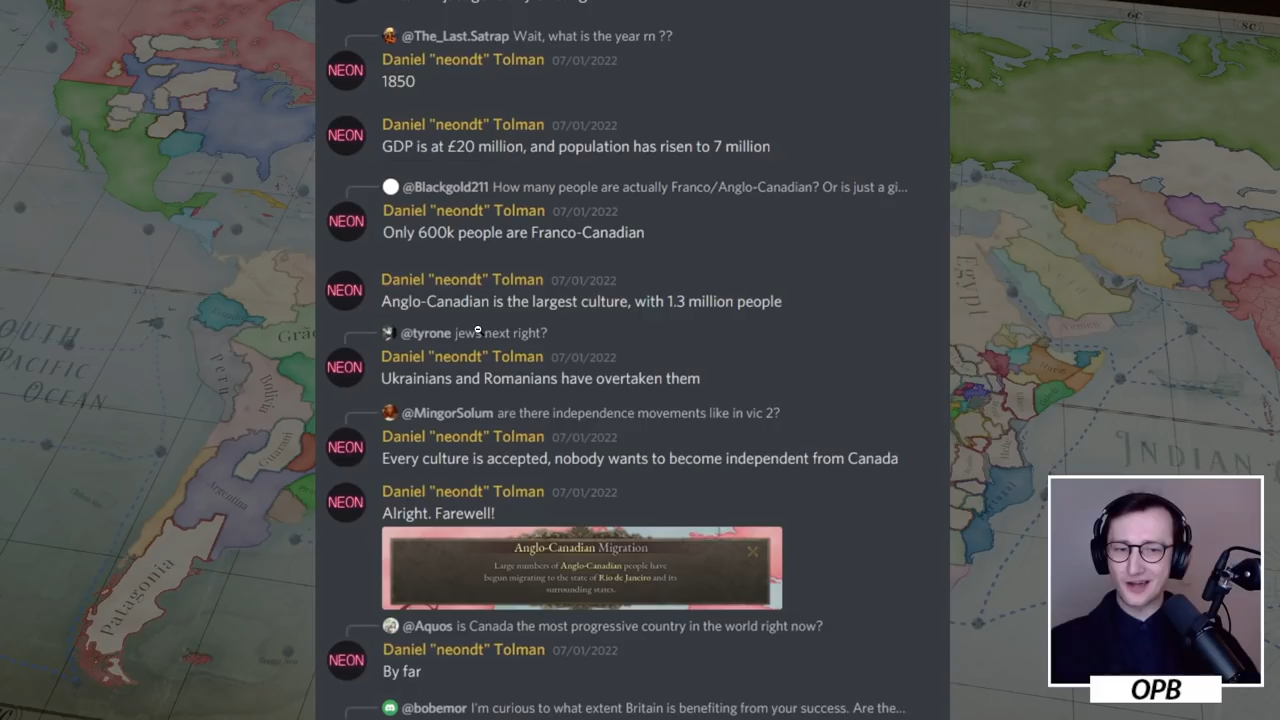 @The_Last.Satrap Wait, what is the year rn ??
NEON
Daniel "neondt" Tolman 07/01/2022
1850
NEON
Daniel "neondt" Tolman 07/01/2022
GDP is at £20 million, and population has risen to 7 million
@Blackgold211 How many people are actually Franco/Anglo-Canadian? Or is just a gi...
NEON
Daniel "neondt" Tolman 07/01/2022
Only 600k people are Franco-Canadian
NEON
Daniel "neondt" Tolman 07/01/2022
Anglo-Canadian is the largest culture, with 1.3 million people
@tyrone jews next right?
NEON
Daniel "neondt" Tolman 07/01/2022
Ukrainians and Romanians have overtaken them
@MingorSolum are there independence movements like in vic 2?
NEON
Daniel "neondt" Tolman 07/01/2022
Every culture is accepted, nobody wants to become independent from Canada
NEON
Daniel "neondt" Tolman 07/01/2022
Alright. Farewell!
Anglo-Canadian Migration
Large numbers of Anglo-Canadian people have
begun migrating to the state of Rio de Janeiro and its
surrounding states.
@Aquos is Canada the most progressive country in the world right now?
NEON
Daniel "neondt" Tolman 07/01/2022
By far
@bobemor I'm curious to what extent Britain is benefiting from your success. Are the...
PACIFIC
OCEAN
Peru
Bolivia
Guarani
Argentina
Patagonia
Egypt
INDIAN
OPB